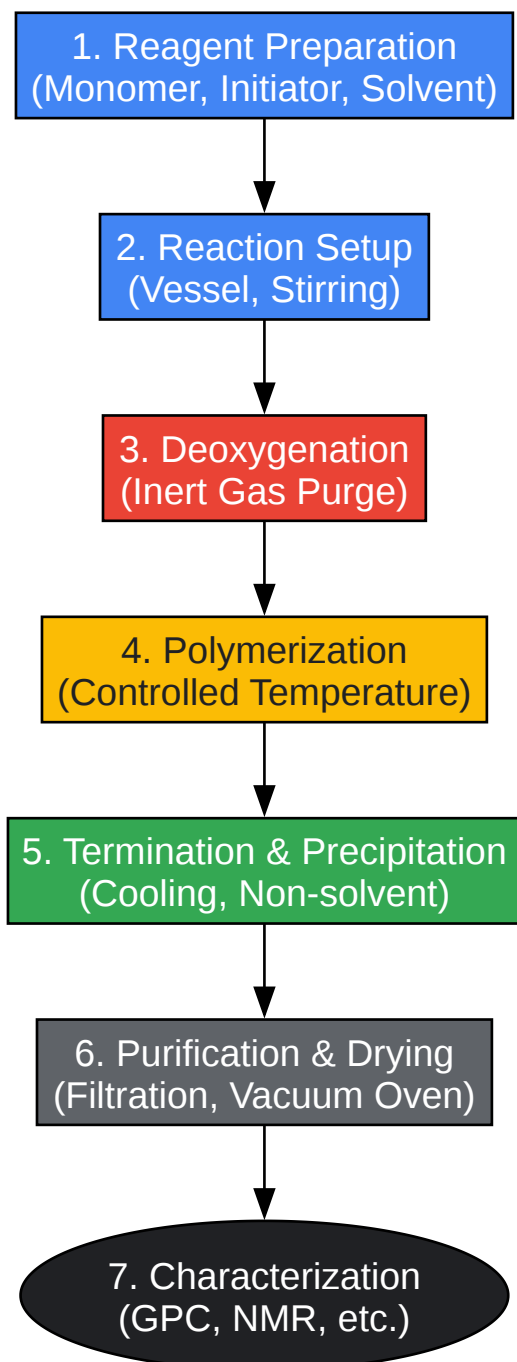 1. Reagent Preparation
(Monomer, Initiator, Solvent)
2. Reaction Setup
(Vessel, Stirring)
3. Deoxygenation
(Inert Gas Purge)
4. Polymerization
(Controlled Temperature)
5. Termination & Precipitation
(Cooling, Non-solvent)
6. Purification & Drying
(Filtration, Vacuum Oven)
7. Characterization
(GPC, NMR, etc.)